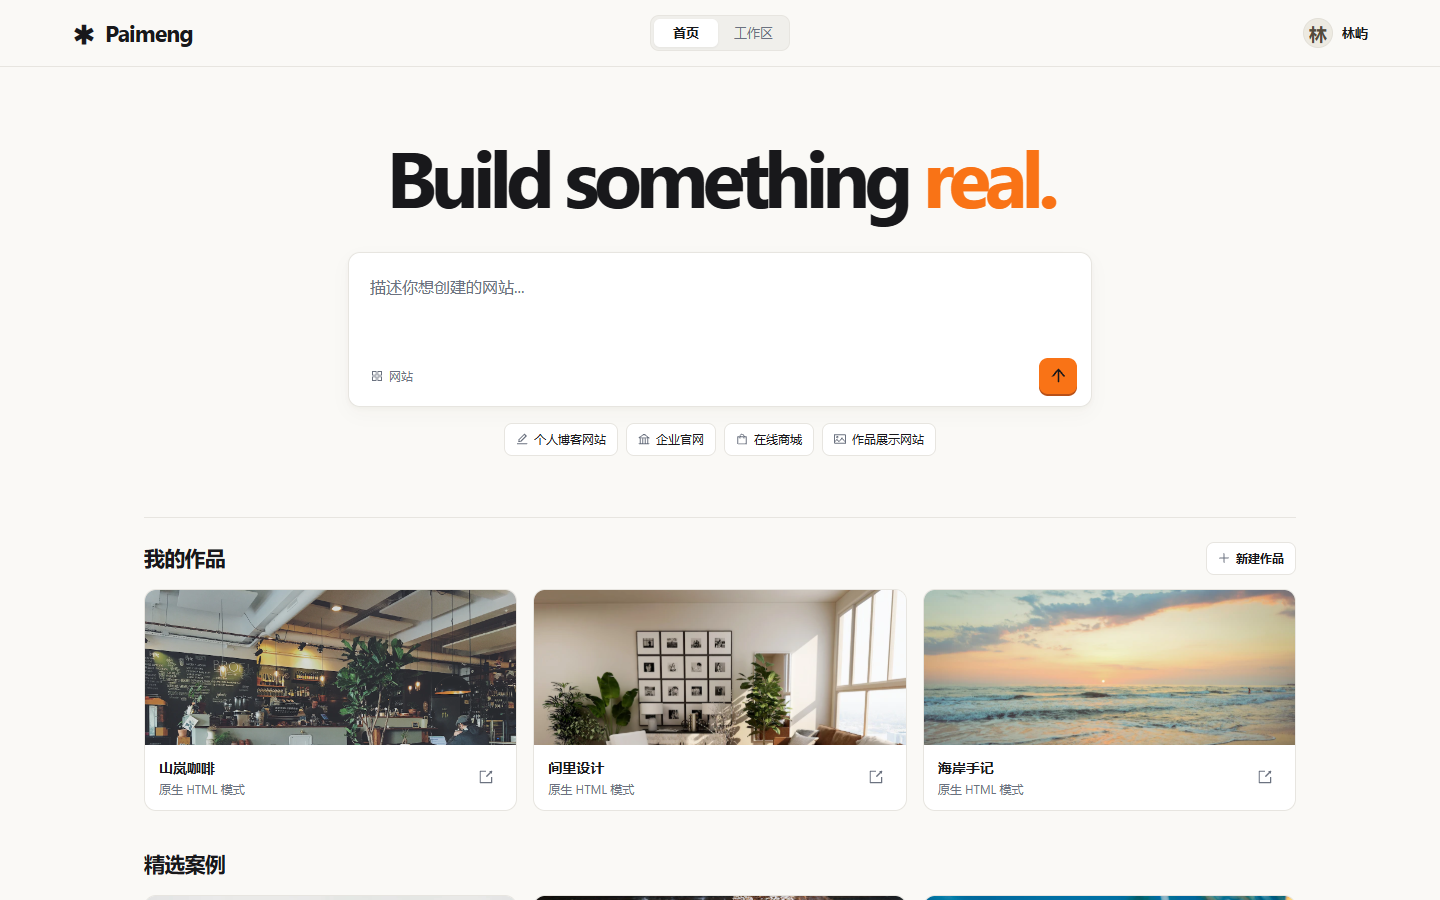 Paimeng
首页
工作区
林
林屿
Build something real.
描述你想创建的网站...
网站
个人博客网站
企业官网
在线商城
作品展示网站
我的作品
新建作品
山岚咖啡
原生 HTML 模式
间里设计
原生 HTML 模式
海岸手记
原生 HTML 模式
精选案例